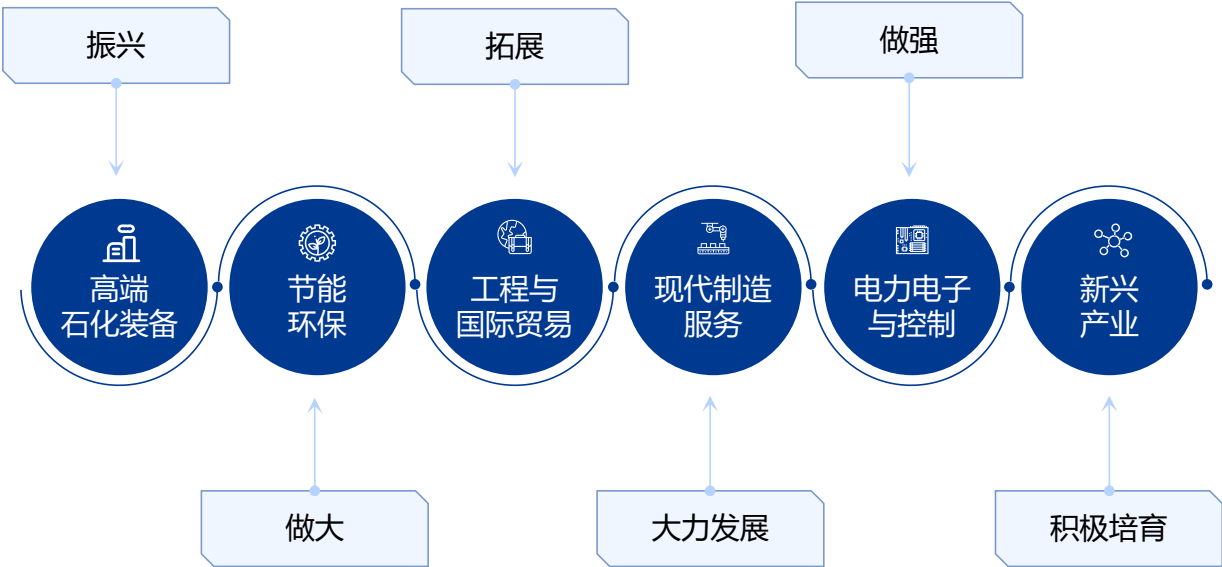 振兴
拓展
做强
高端
石化装备
节能
环保
工程与
国际贸易
现代制造
服务
电力电子
与控制
新兴
产业
做大
大力发展
积极培育